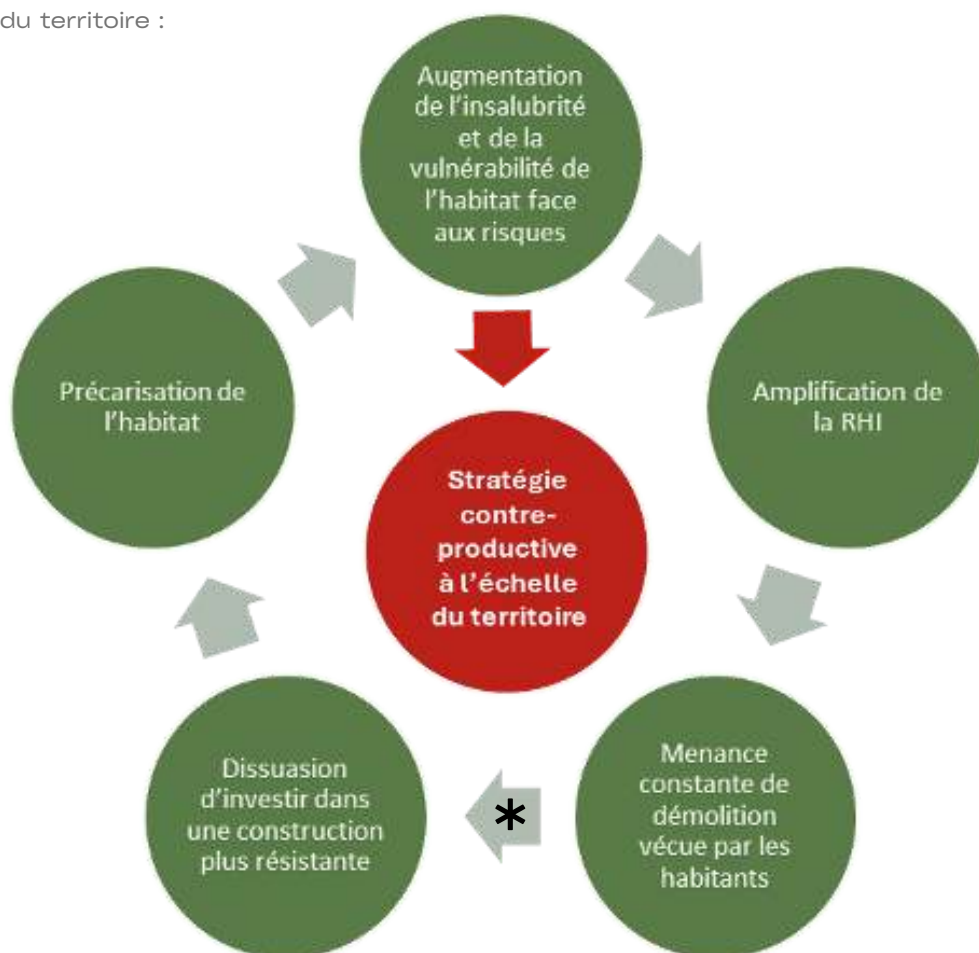 du territoire :
Augmentation
de l'insalubrité
et de la
vulnérabilité de
l'habitat face
aux risques
Amplification de
la RHI
Menance
constante de
démolition
vécue par les
habitants
*
Dissuasion
d'investir dans
une construction
plus résistante
Précarisation de
l'habitat
Stratégie
contre-
productive
à l'échelle
du territoire